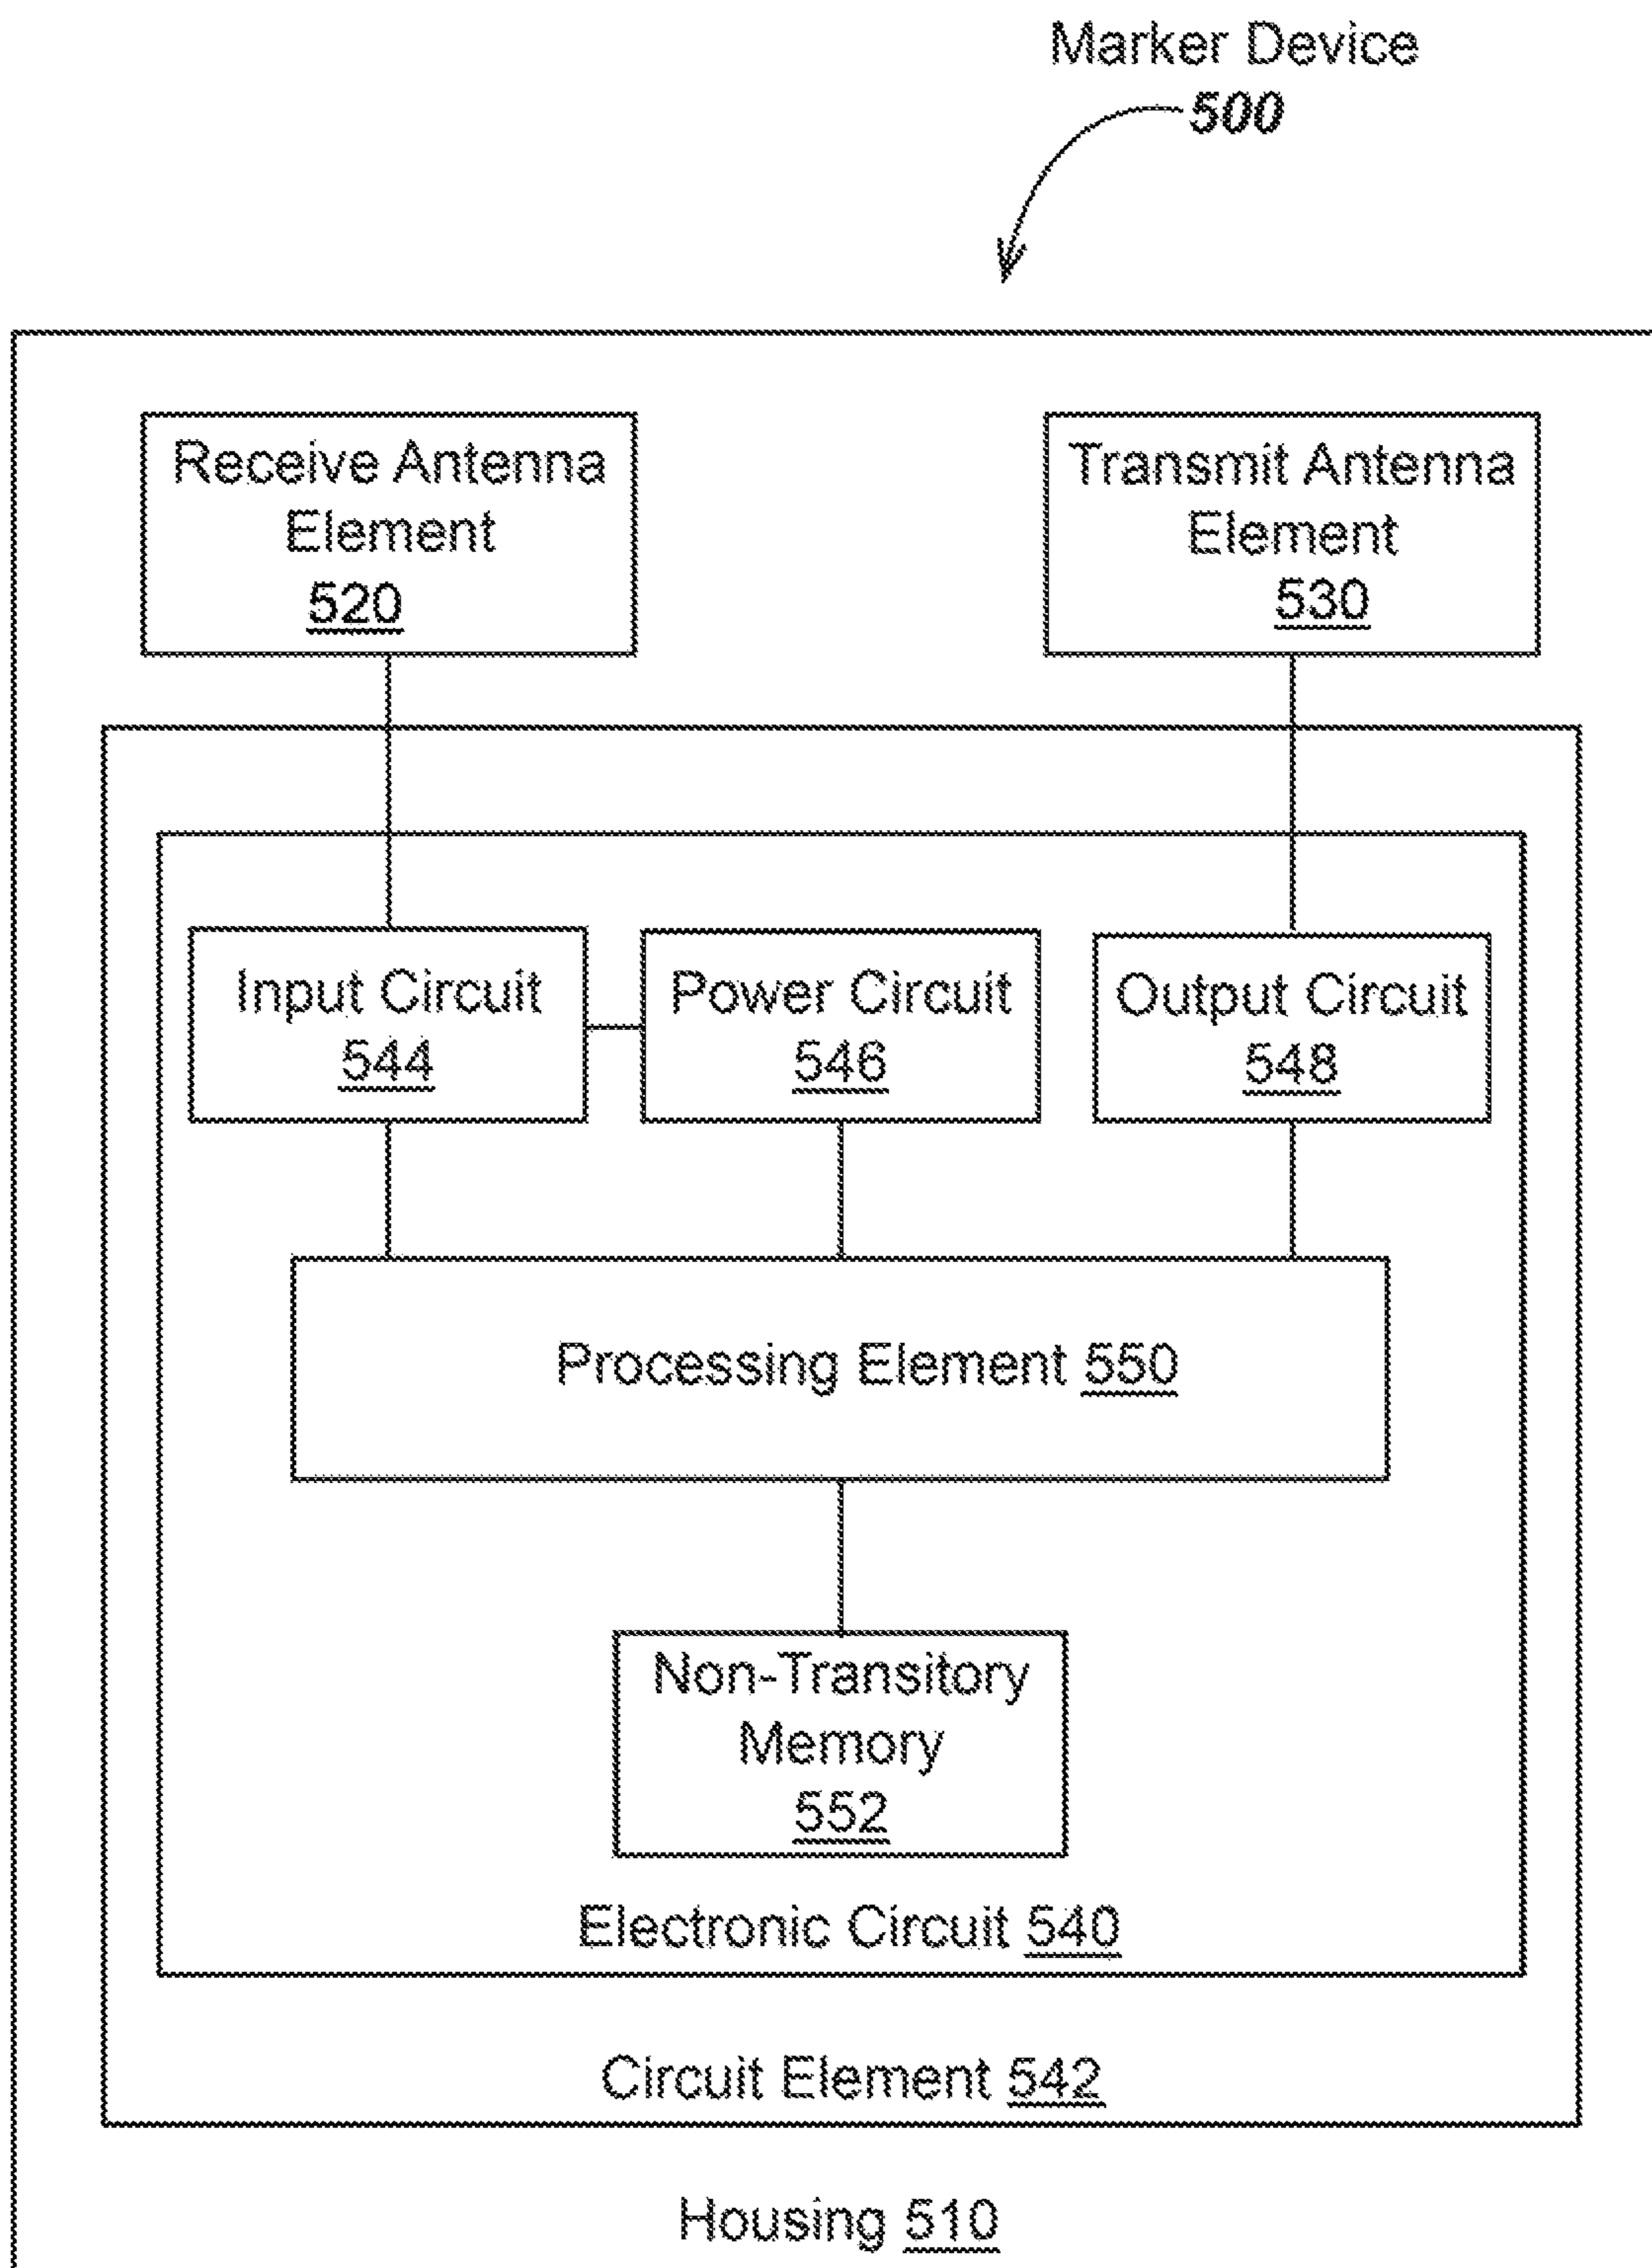 Marker Device
500
Receive Antenna
Element
520
Transmit Antenna
Element
530
Input Circuit
544
Power Circuit
546
Output Circuit
548
Processing Element 550
Non-Transitory
Memory
552
Electronic Circuit 540
Circuit Element 542
Housing 510